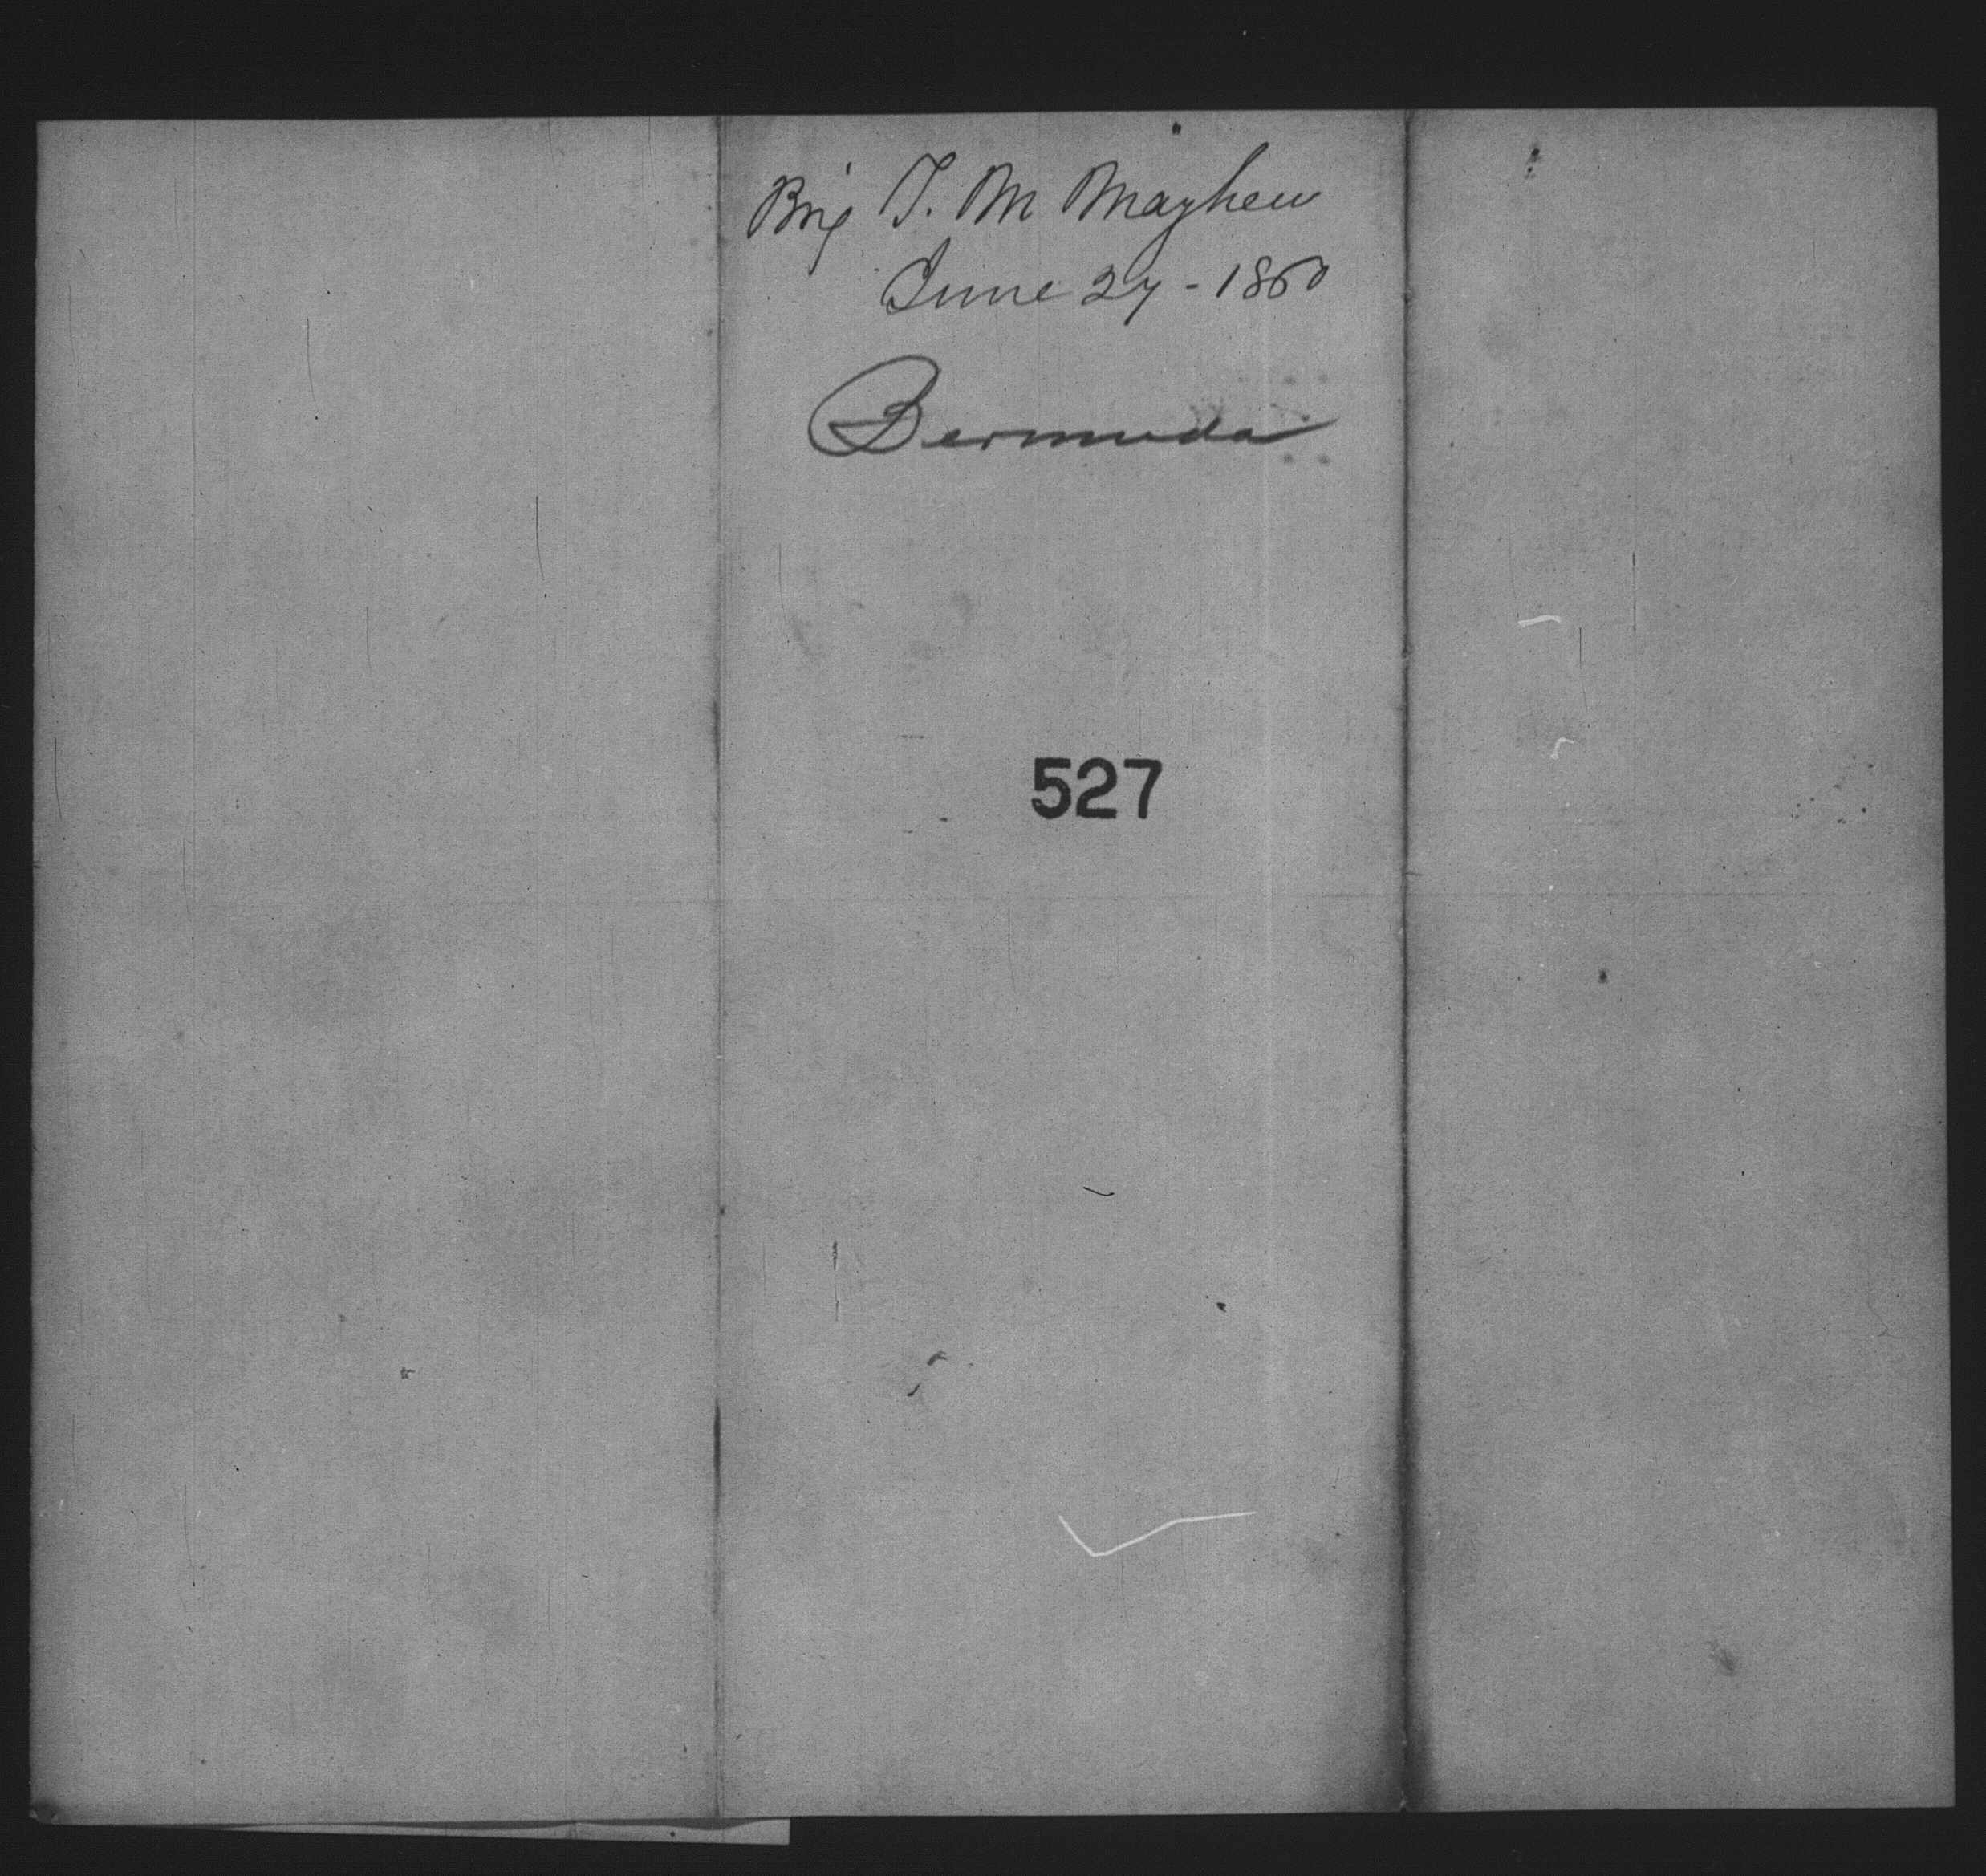 Brig T. M Mayhew
June 27 - 1860
Bermuda
527